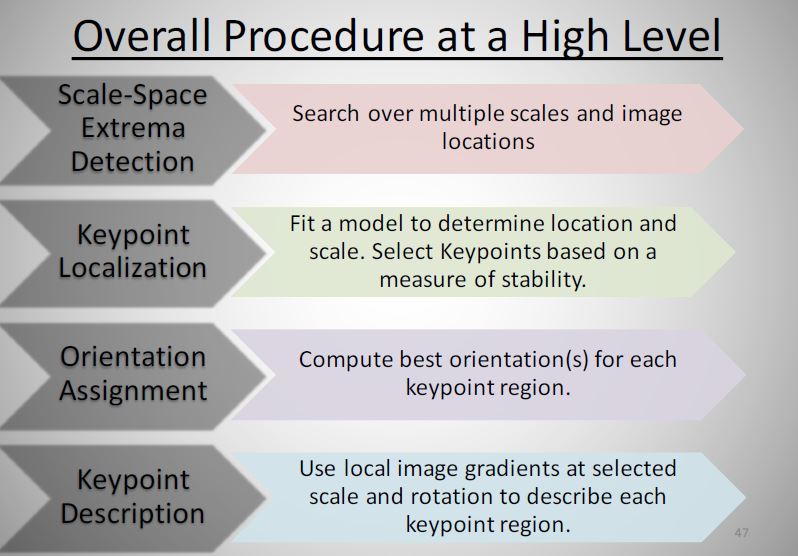 Overall Procedure at a High Level
Scale-Space
Extrema
Detection
Search over multiple scales and image
locations
Keypoint
Localization
Fit a model to determine location and
scale. Select Keypoints based on a
measure of stability.
Orientation
Assignment
Compute best orientation(s) for each
keypoint region.
Keypoint
Description
Use local image gradients at selected
scale and rotation to describe each
keypoint region.
47